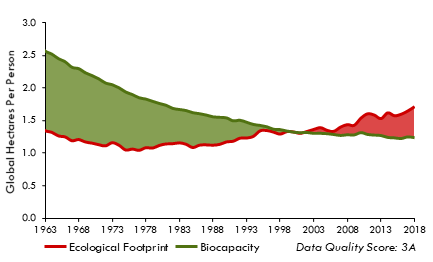 Global Hectares Per Person
3.0
2.5
2.0
1.5
1.0
0.5
0.0
1963 1968 1973 1978 1983 1988 1993 1998 2003 2008 2013 2018
Ecological Footprint Biocapacity Data Quality Score: 3A